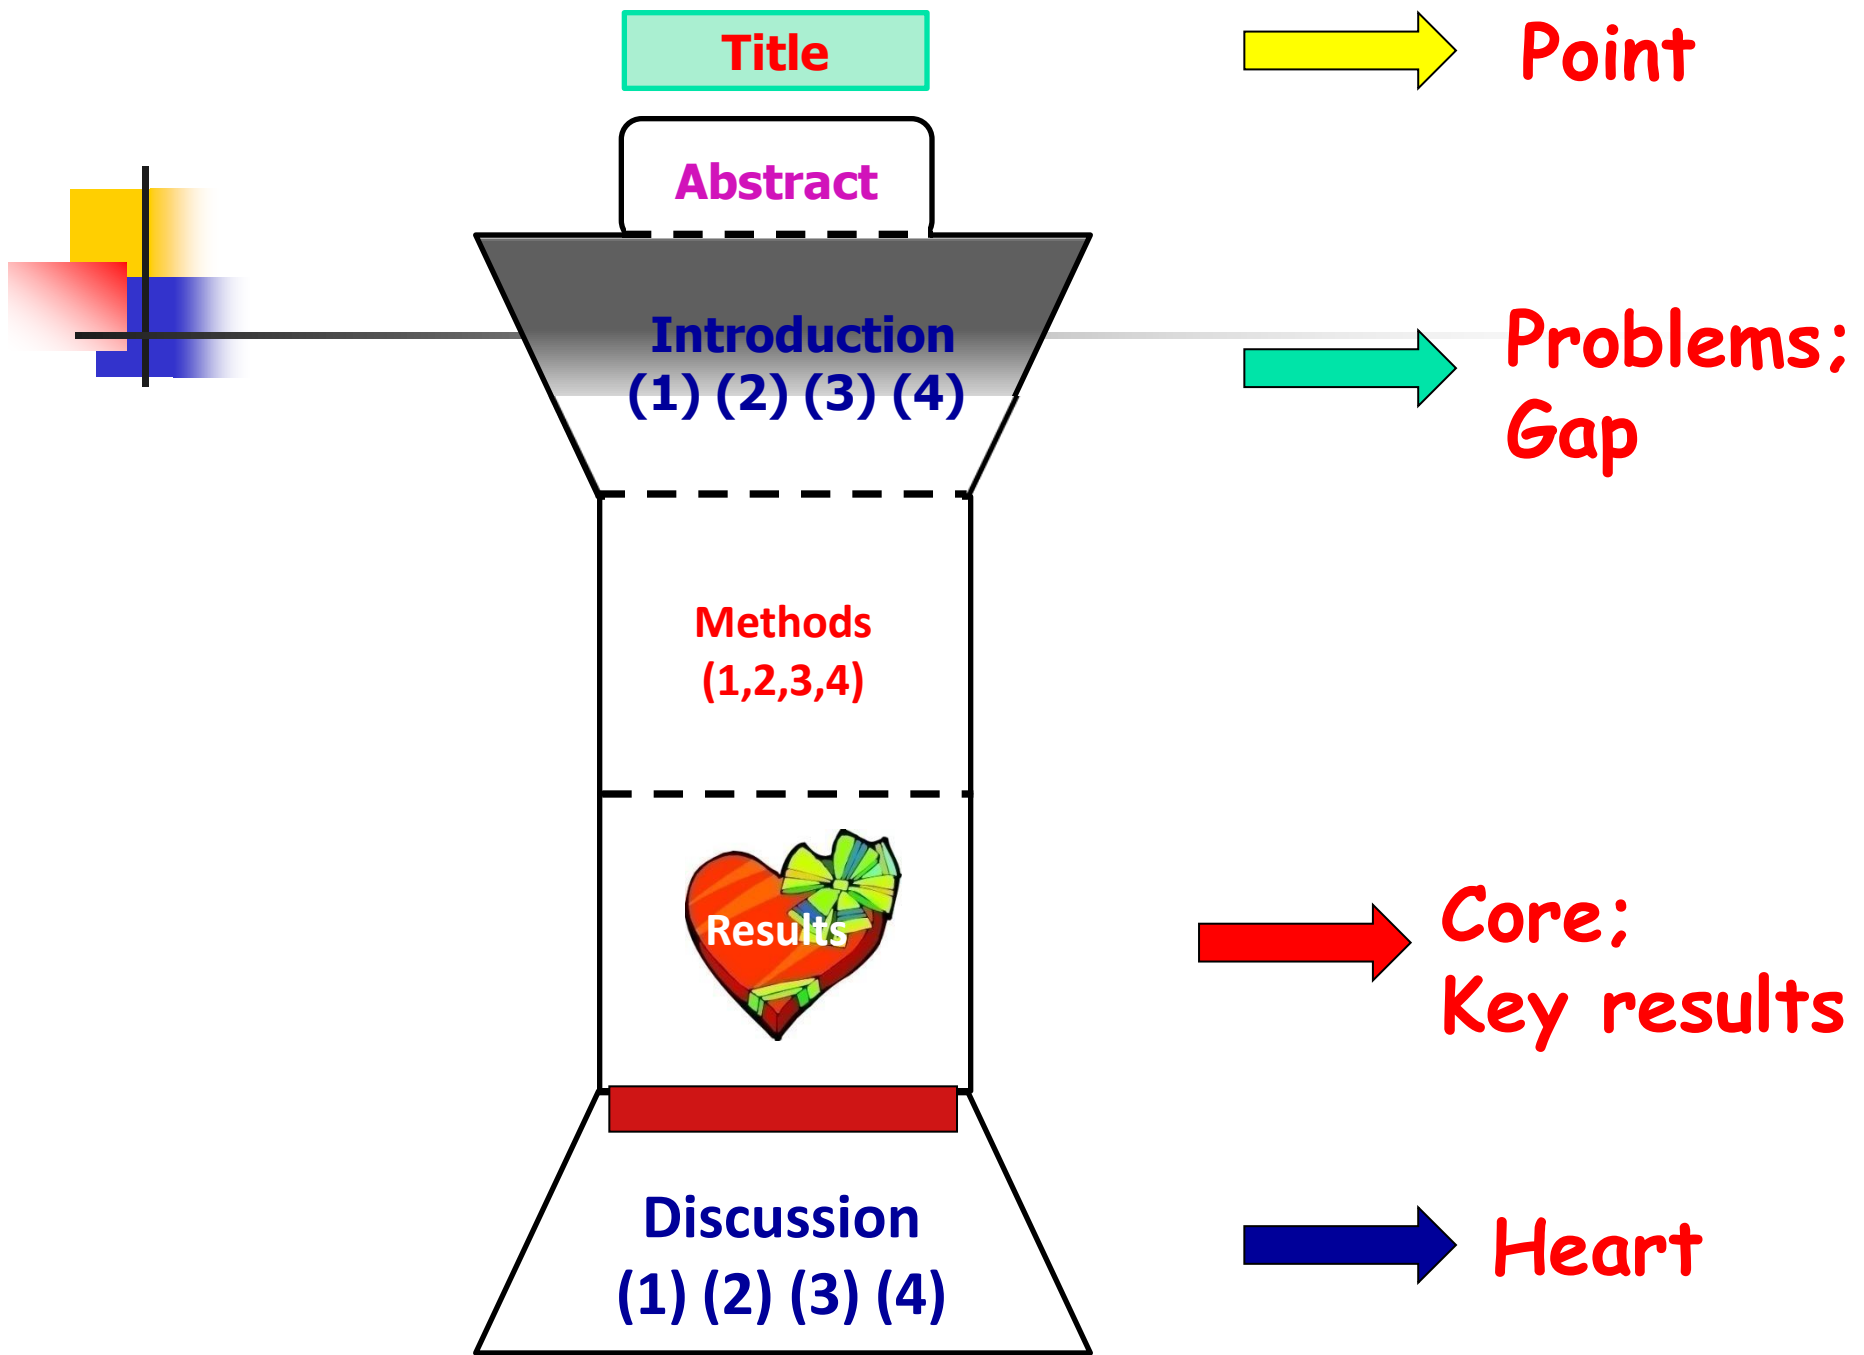 Title
Point
Abstract
Introduction
(1) (2) (3) (4)
Problems;
Gap
Methods
(1,2,3,4)
Results
Core;
Key results
Discussion
(1) (2) (3) (4)
Heart